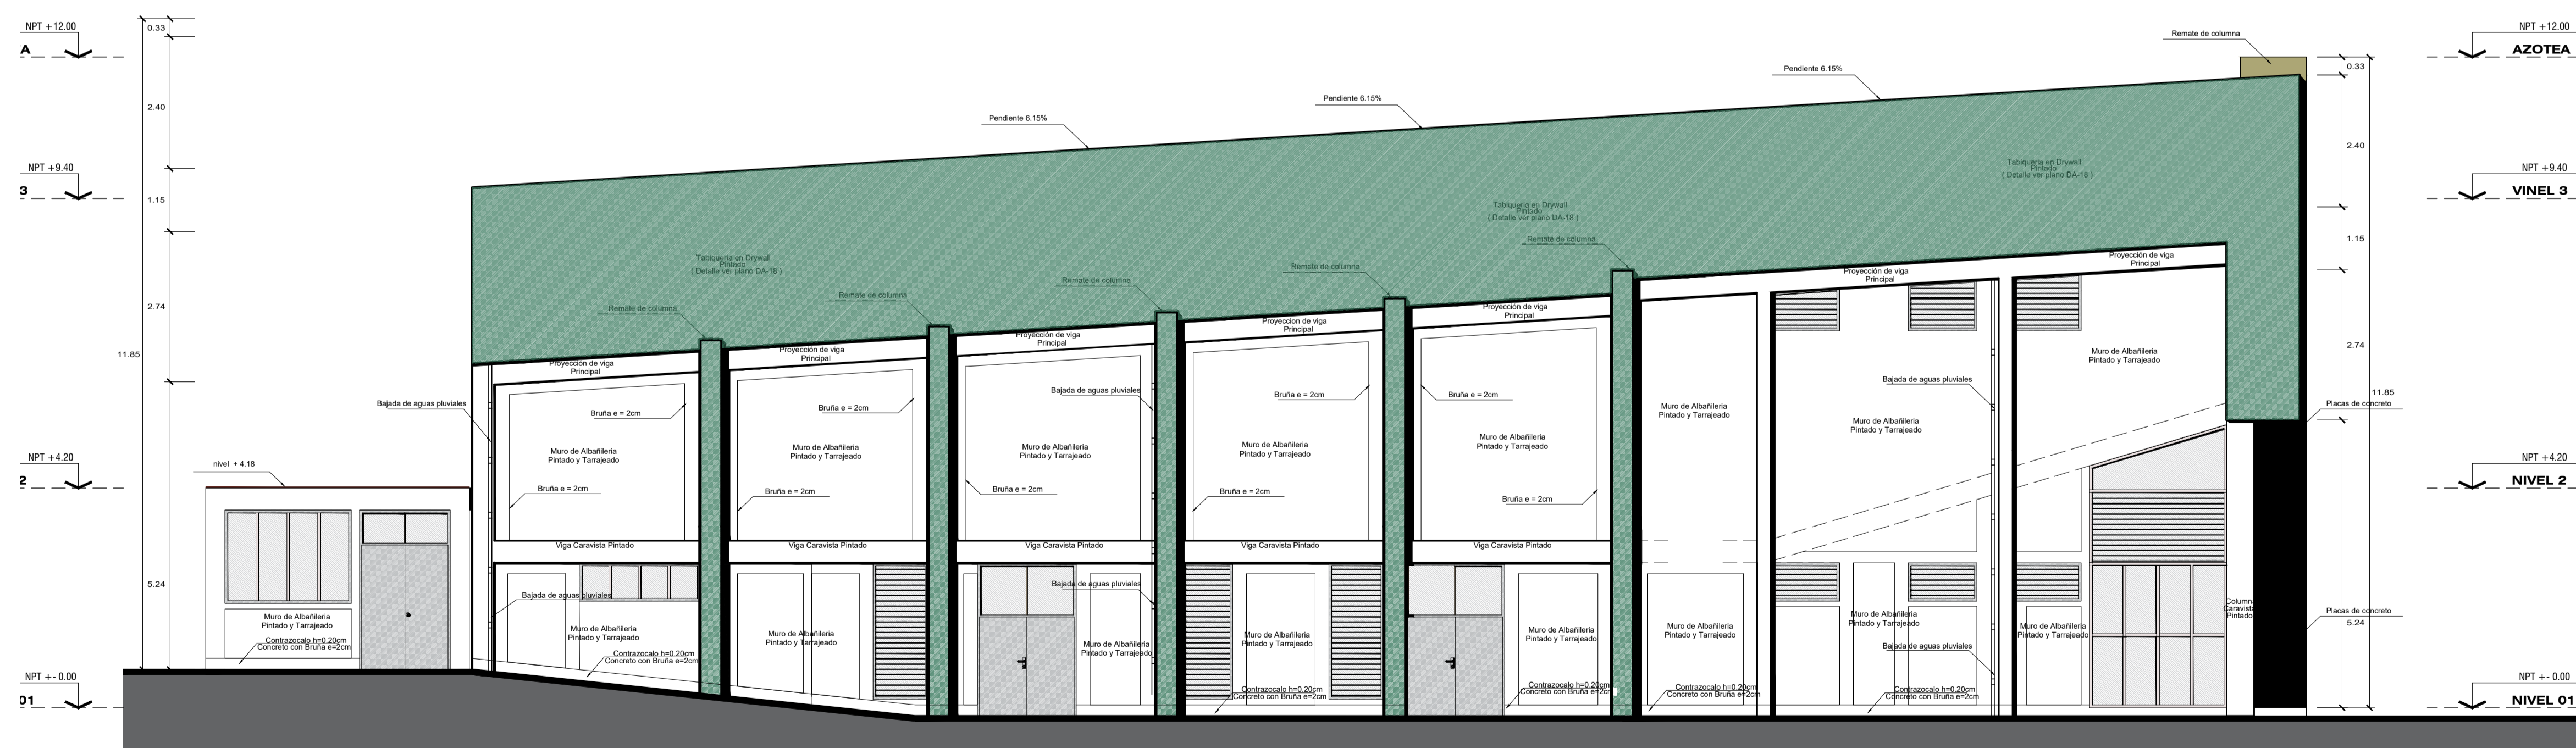 NPT +12.00
A
NPT +9.40
3
NPT +4.20
2
NPT +- 0.00
01
0.33
2.40
1.15
2.74
11.85
5.24
nivel + 4.18
Muro de Albañileria
Pintado y Tarrajeado
Contrazocalo h=0.20cm
Concreto con Bruña e=2cm
Pendiente 6.15%
Pendiente 6.15%
Pendiente 6.15%
Remate de columna
Tabiqueria en Drywall
Pintado
( Detalle ver plano DA-18 )
Tabiqueria en Drywall
Pintado
( Detalle ver plano DA-18 )
Tabiqueria en Drywall
Pintado
( Detalle ver plano DA-18 )
Remate de columna
Remate de columna
Remate de columna
Remate de columna
Remate de columna
Proyección de viga
Principal
Proyección de viga
Principal
Proyección de viga
Principal
Proyeccion de viga
Principal
Proyección de viga
Principal
Proyección de viga
Principal
Proyección de viga
Principal
Bajada de aguas pluviales
Bruña e = 2cm
Muro de Albañileria
Pintado y Tarrajeado
Bruña e = 2cm
Bruña e = 2cm
Muro de Albañileria
Pintado y Tarrajeado
Bruña e = 2cm
Bajada de aguas pluviales
Muro de Albañileria
Pintado y Tarrajeado
Bruña e = 2cm
Bruña e = 2cm
Muro de Albañileria
Pintado y Tarrajeado
Bruña e = 2cm
Bruña e = 2cm
Muro de Albañileria
Pintado y Tarrajeado
Bruña e = 2cm
Muro de Albañileria
Pintado y Tarrajeado
Bajada de aguas pluviales
Muro de Albañileria
Pintado y Tarrajeado
Muro de Albañileria
Pintado y Tarrajeado
Viga Caravista Pintado
Viga Caravista Pintado
Viga Caravista Pintado
Viga Caravista Pintado
Viga Caravista Pintado
Bajada de aguas pluviales
Muro de Albañileria
Pintado y Tarrajeado
Contrazocalo h=0.20cm
Concreto con Bruña e=2cm
Muro de Albañileria
Pintado y Tarrajeado
Bajada de aguas pluviales
Muro de Albañileria
Pintado y Tarrajeado
Muro de Albañileria
Pintado y Tarrajeado
Contrazocalo h=0.20cm
Concreto con Bruña e=2cm
Muro de Albañileria
Pintado y Tarrajeado
Contrazocalo h=0.20cm
Concreto con Bruña e=2cm
Muro de Albañileria
Pintado y Tarrajeado
Contrazocalo h=0.20cm
Concreto con Bruña e=2cm
Muro de Albañileria
Pintado y Tarrajeado
Bajada de aguas pluviales
Contrazocalo h=0.20cm
Concreto con Bruña e=2cm
Muro de Albañileria
Pintado y Tarrajeado
Columna
Caravista
Pintado
Placas de concreto
Placas de concreto
0.33
2.40
1.15
2.74
11.85
5.24
NPT +12.00
AZOTEA
NPT +9.40
VINEL 3
NPT +4.20
NIVEL 2
NPT +- 0.00
NIVEL 01